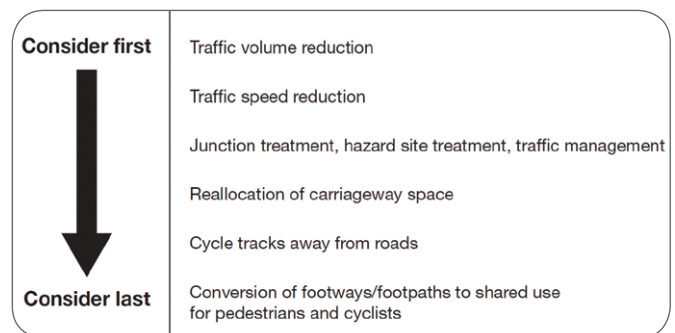 Consider first
Traffic volume reduction
Traffic speed reduction
Junction treatment, hazard site treatment, traffic management
Reallocation of carriageway space
Cycle tracks away from roads
Consider last
Conversion of footways/footpaths to shared use
for pedestrians and cyclists